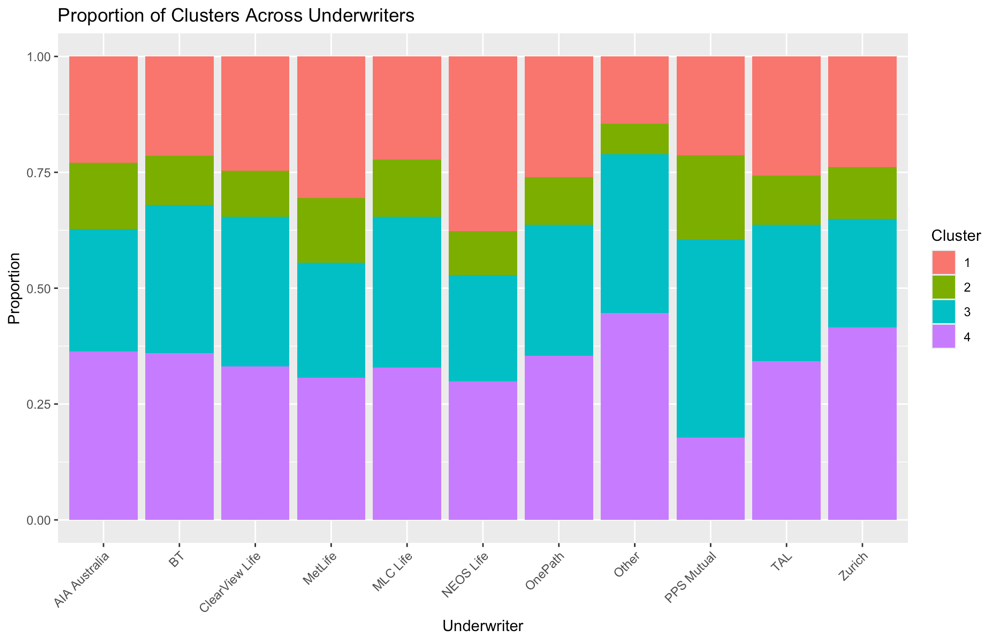 Proportion of Clusters Across Underwriters
1.00
0.75
0.50
0.25
0.00
Proportion
AIA Australia
BT
ClearView Life
MetLife
MLC Life
NEOS Life
OnePath
Other
PPS Mutual
TAL
Zurich
Underwriter
Cluster
1
2
3
4